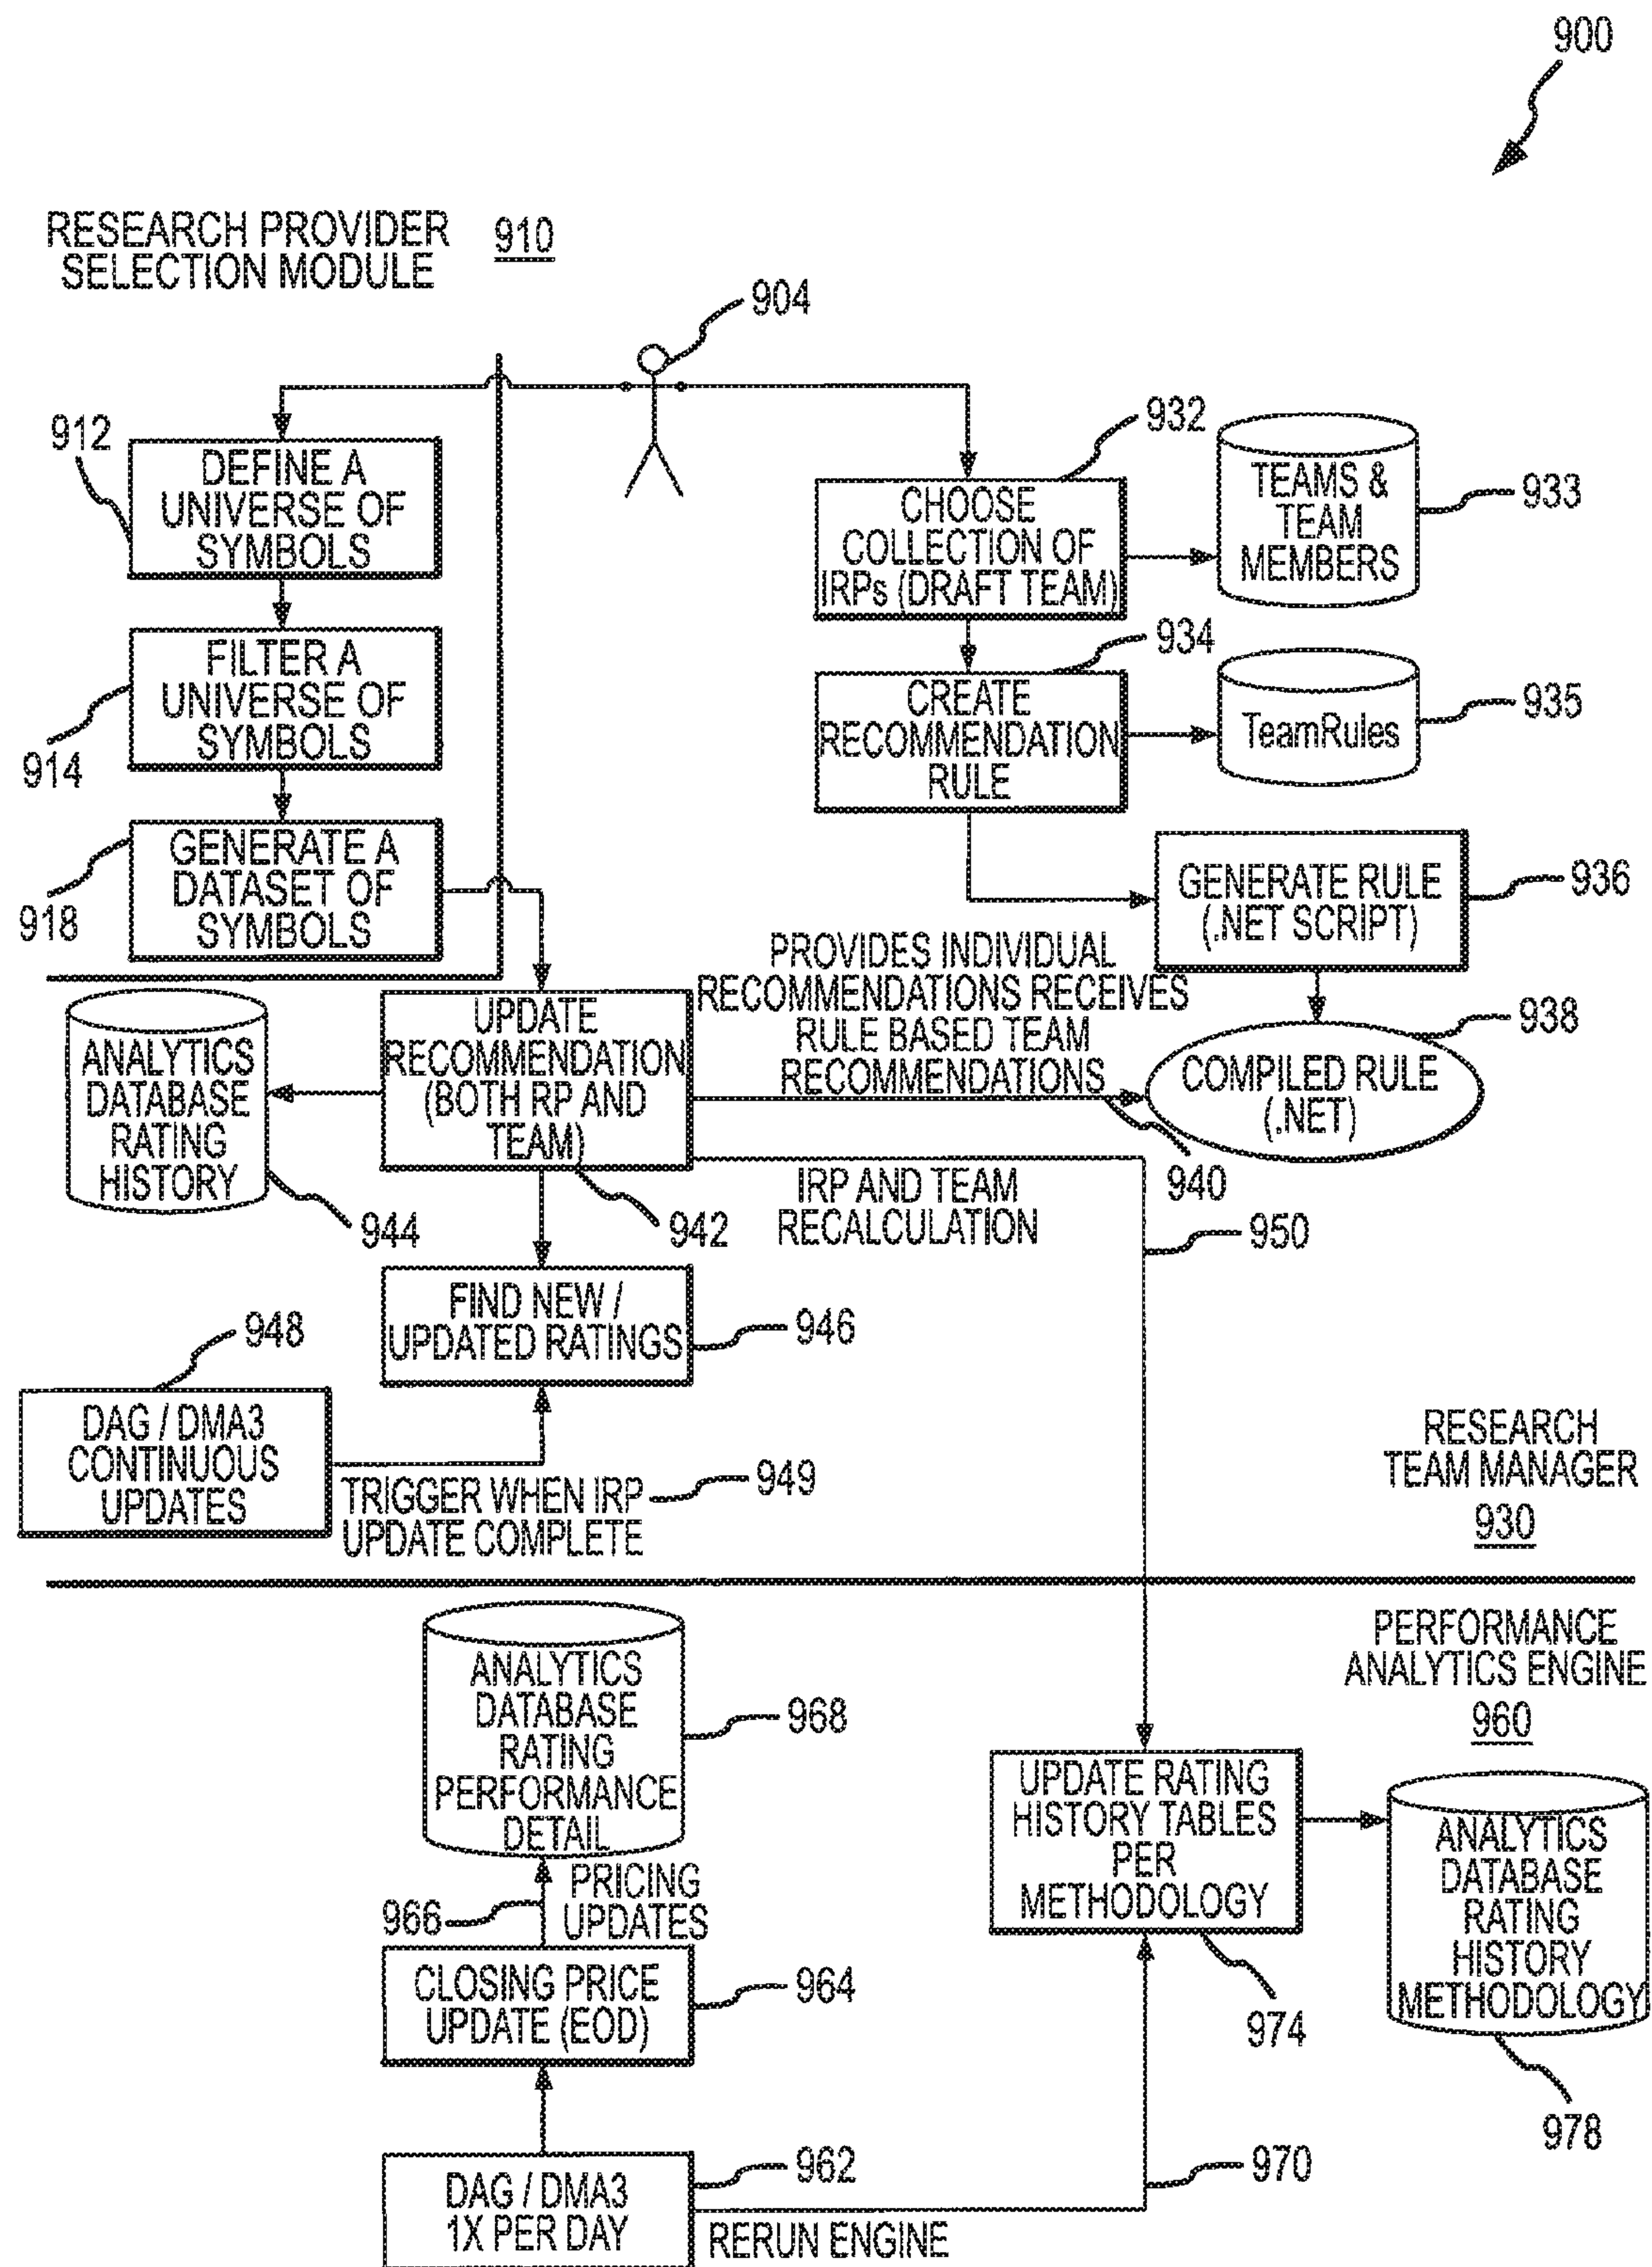 900
RESEARCH PROVIDER
SELECTION MODULE
910
904
912
DEFINE A
UNIVERSE OF
SYMBOLS
914
FILTER A
UNIVERSE OF
SYMBOLS
918
GENERATE A
DATASET OF
SYMBOLS
932
CHOOSE
COLLECTION OF
IRPs (DRAFT TEAM)
TEAMS &
TEAM
MEMBERS
933
934
CREATE
RECOMMENDATION
RULE
TeamRules
935
GENERATE RULE
(.NET SCRIPT)
936
PROVIDES INDIVIDUAL
RECOMMENDATIONS RECEIVES
RULE BASED TEAM
RECOMMENDATIONS
938
COMPILED RULE
(.NET)
940
ANALYTICS
DATABASE
RATING
HISTORY
944
UPDATE
RECOMMENDATION
(BOTH RP AND
TEAM)
942
IRP AND TEAM
RECALCULATION
950
FIND NEW /
UPDATED RATINGS
946
948
DAG / DMA3
CONTINUOUS
UPDATES
TRIGGER WHEN IRP
UPDATE COMPLETE
949
RESEARCH
TEAM MANAGER
930
PERFORMANCE
ANALYTICS ENGINE
960
ANALYTICS
DATABASE
RATING
PERFORMANCE
DETAIL
968
966
PRICING
UPDATES
CLOSING PRICE
UPDATE (EOD)
964
UPDATE RATING
HISTORY TABLES
PER
METHODOLOGY
974
ANALYTICS
DATABASE
RATING
HISTORY
METHODOLOGY
978
DAG / DMA3
1X PER DAY
962
RERUN ENGINE
970